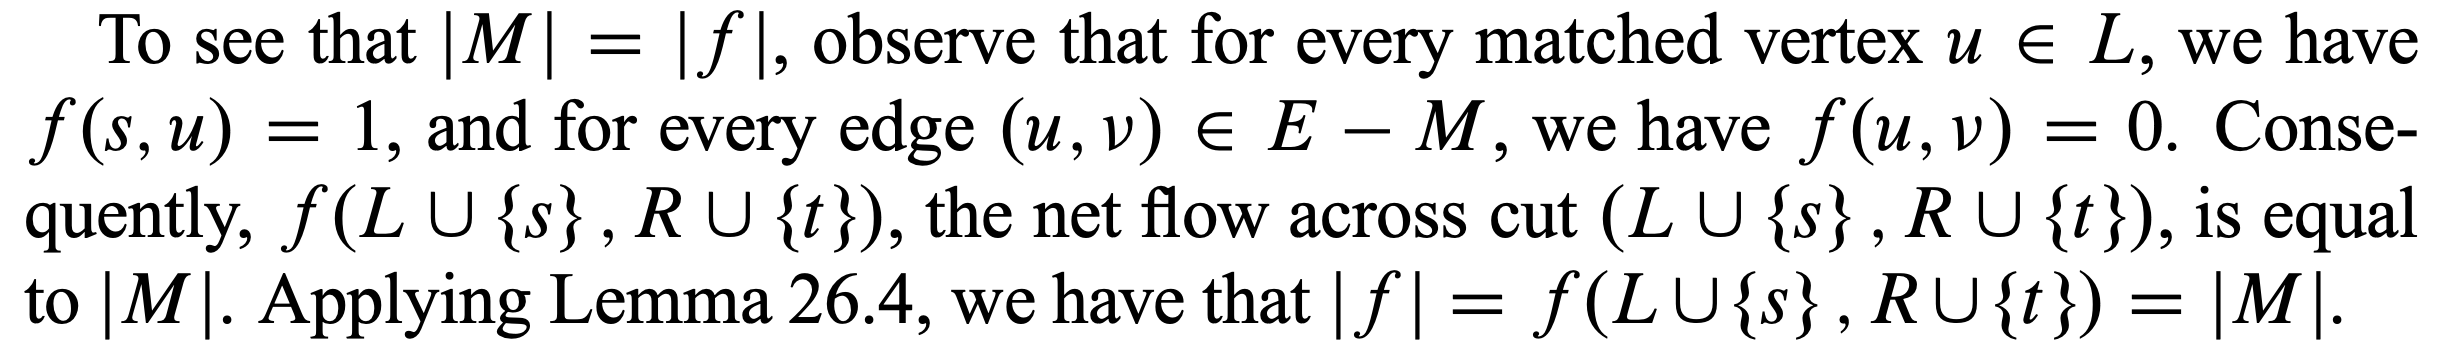 To see that |M| = |f|, observe that for every matched vertex u ∈ L, we have
f(s, u) = 1, and for every edge (u, v) ∈ E − M, we have f(u, v) = 0. Conse-
quently, f(L ∪ {s}, R ∪ {t}), the net flow across cut (L ∪ {s}, R ∪ {t}), is equal
to |M|. Applying Lemma 26.4, we have that |f| = f(L ∪ {s}, R ∪ {t}) = |M|.